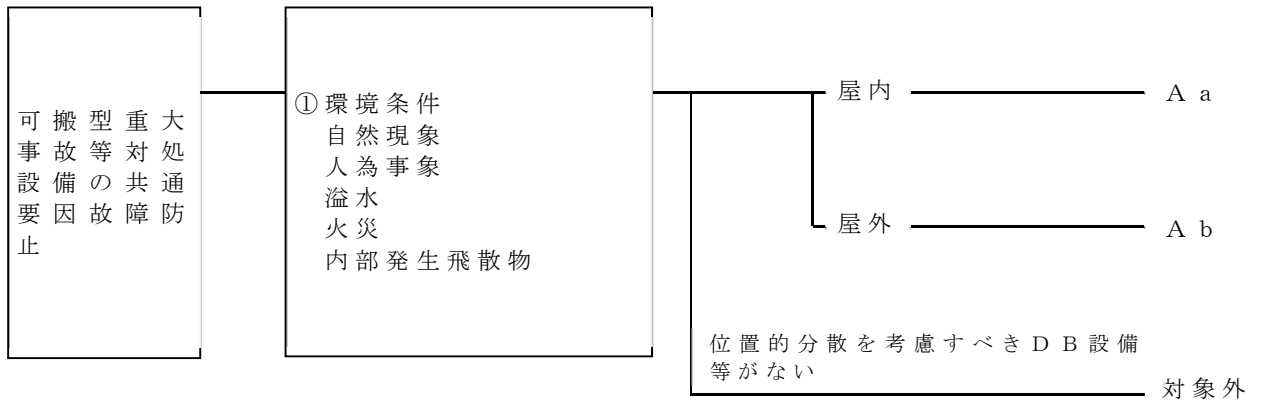 可搬型重大
事故等対処
設備の共通
要因故障防
止
①環境条件
自然現象
人為事象
溢水
火災
内部発生飛散物
屋内
Aa
屋外
Ab
位置的分散を考慮すべきDB設備
等がない
対象外